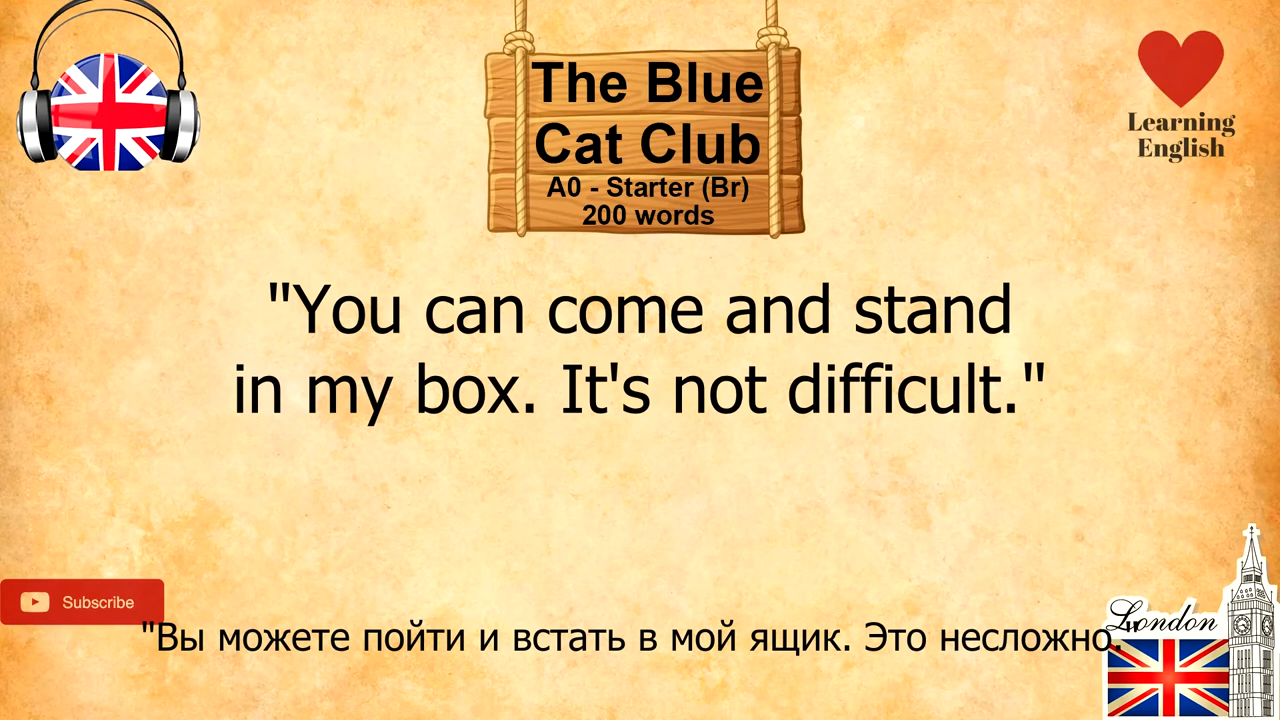 The Blue
Cat Club
A0 - Starter (Br)
200 words
Learning
English
"You can come and stand
in my box. It's not difficult."
Subscribe
"Вы можете пойти и встать в мой ящик. Это несложно."
London